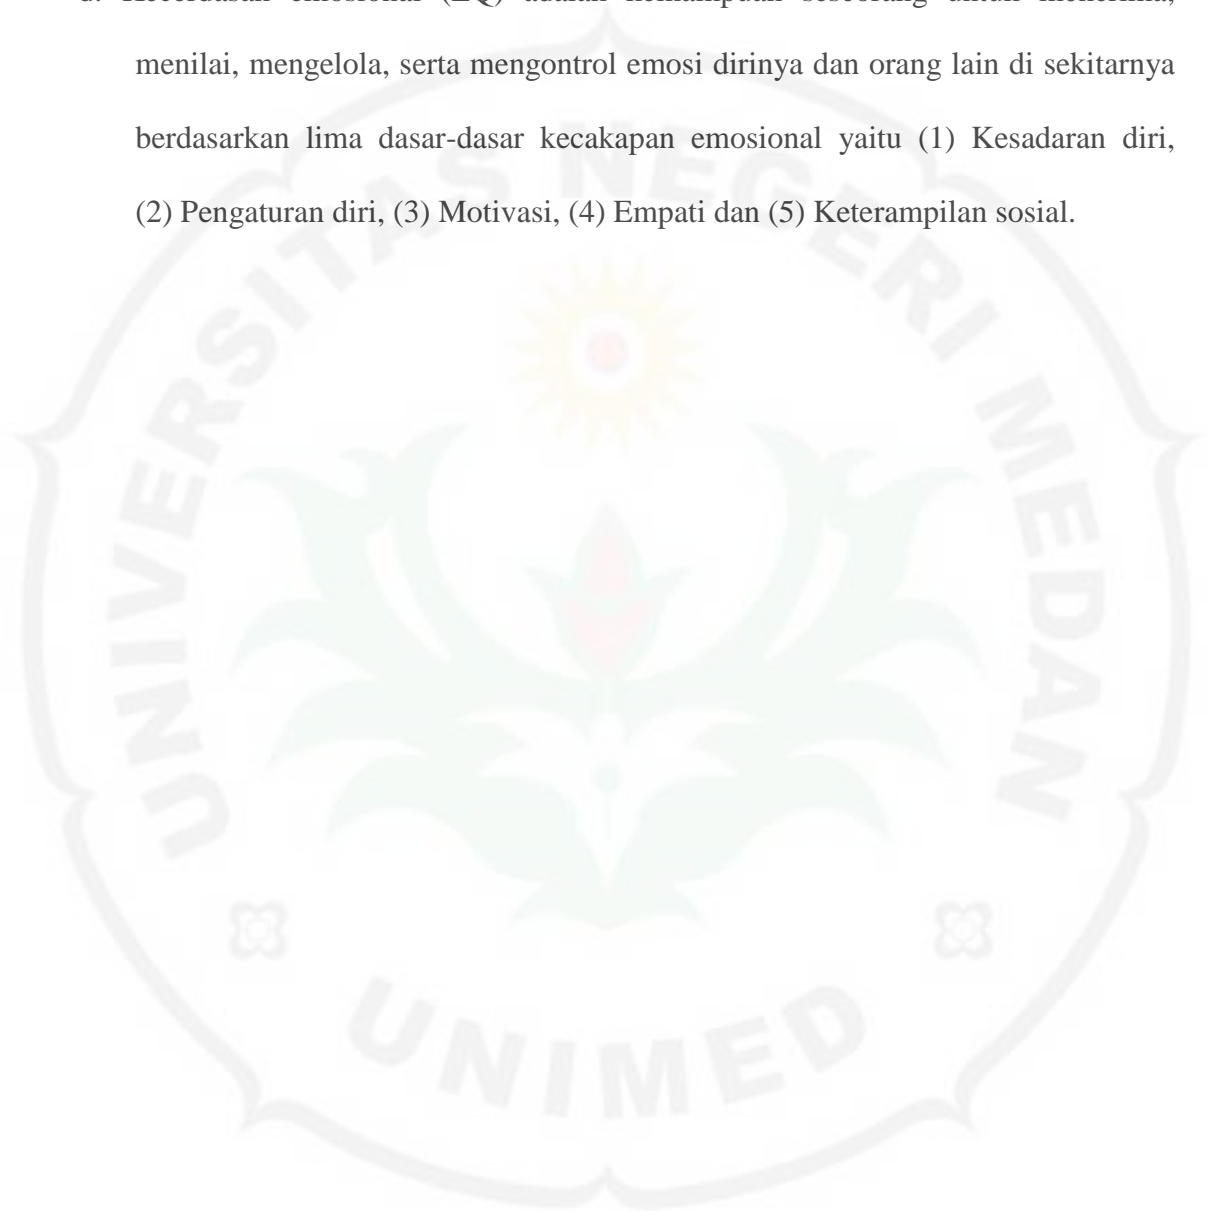 d. Kecerdasan emosional (EQ) adalah kemampuan seseorang untuk menerima,
menilai, mengelola, serta mengontrol emosi dirinya dan orang lain di sekitarnya
berdasarkan lima dasar-dasar kecakapan emosional yaitu (1) Kesadaran diri,
(2) Pengaturan diri, (3) Motivasi, (4) Empati dan (5) Keterampilan sosial.
UNIVERSITAS NEGERI MEDAN
UNIMED